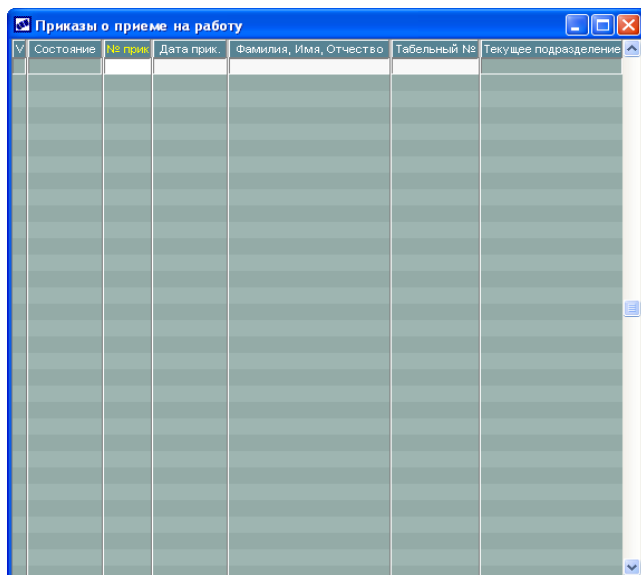 Приказы о приеме на работу
V Состояние № прик Дата прик. Фамилия, Имя, Отчество Табельный № Текущее подразделение